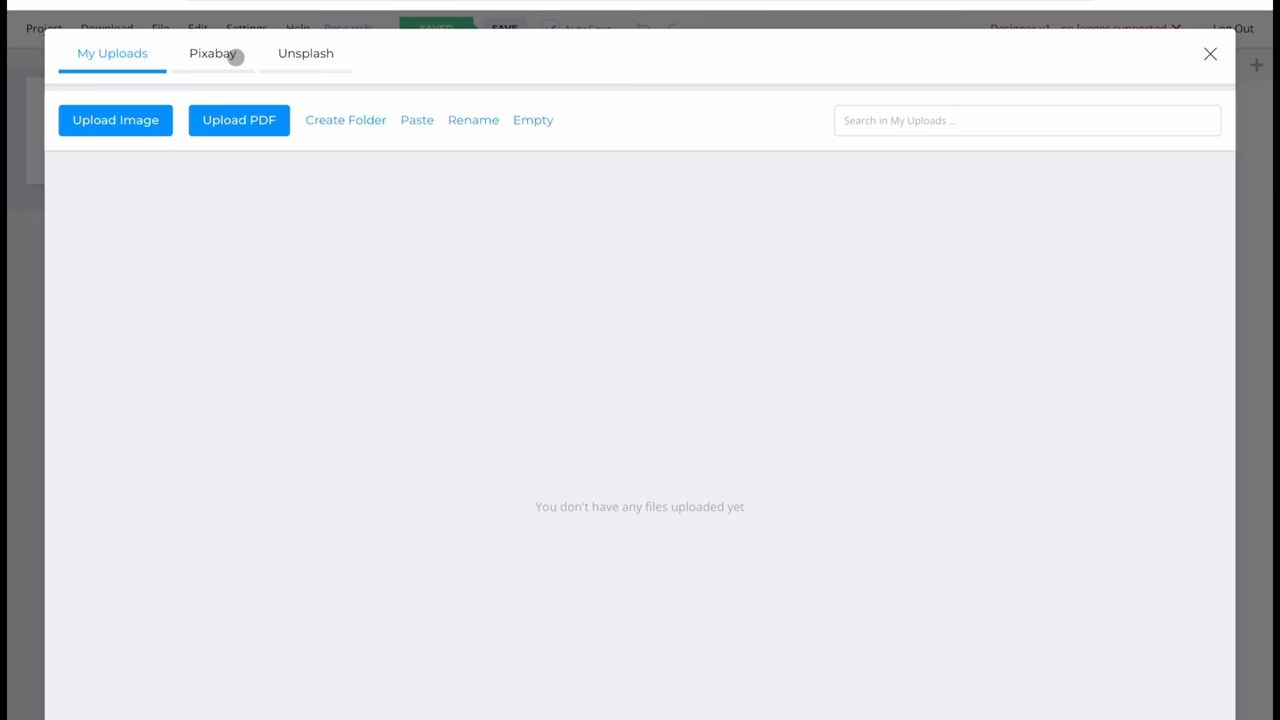 Project Download File Edit Settings Help Research SAVED SAVE AutoSave Designer v1 - no longer supported Log Out
My Uploads Pixabay Unsplash
Upload Image Upload PDF Create Folder Paste Rename Empty Search in My Uploads ...
You don't have any files uploaded yet